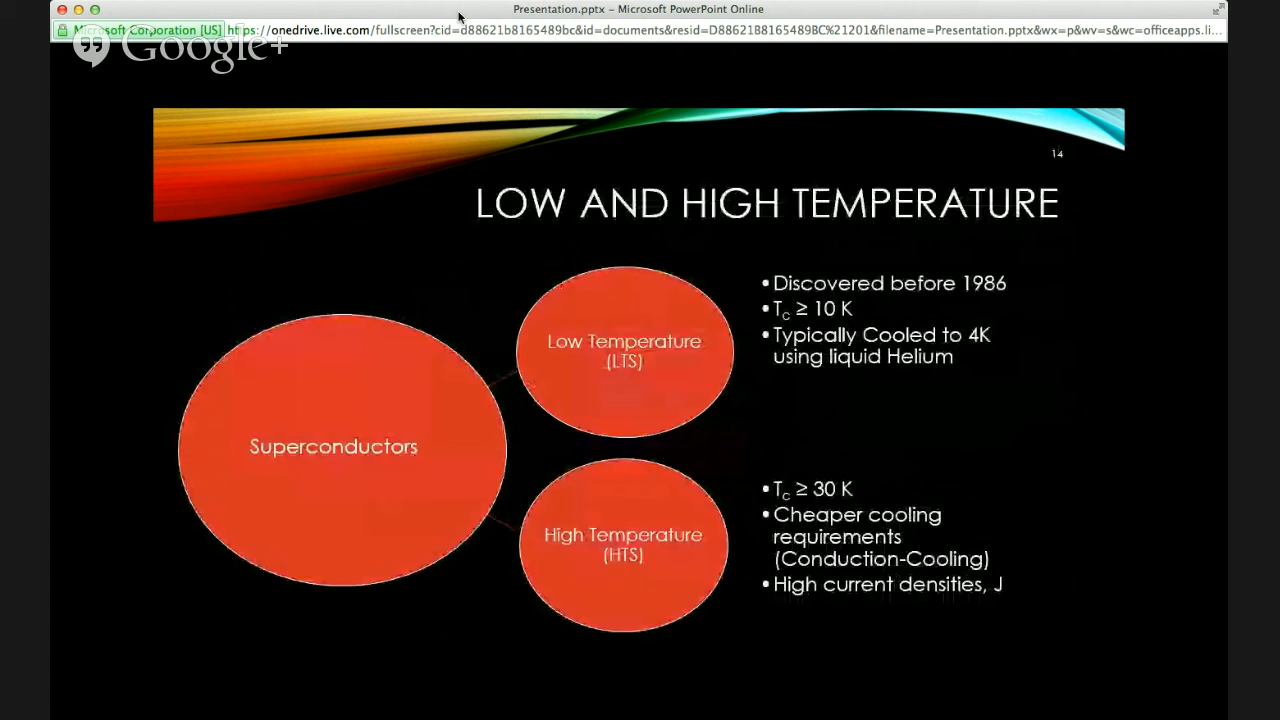 Presentation.pptx – Microsoft PowerPoint Online
Microsoft Corporation [US] https://onedrive.live.com/fullscreen?cid=d88621b8165489bc&id=documents&resid=D88621B8165489BC%21201&filename=Presentation.pptx&wx=p&wv=s&wc=officeapps.li...
Google+
14
LOW AND HIGH TEMPERATURE
Superconductors
Low Temperature
(LTS)
• Discovered before 1986
• Tc ≥ 10 K
• Typically Cooled to 4K
using liquid Helium
High Temperature
(HTS)
• Tc ≥ 30 K
• Cheaper cooling
requirements
(Conduction-Cooling)
• High current densities, J